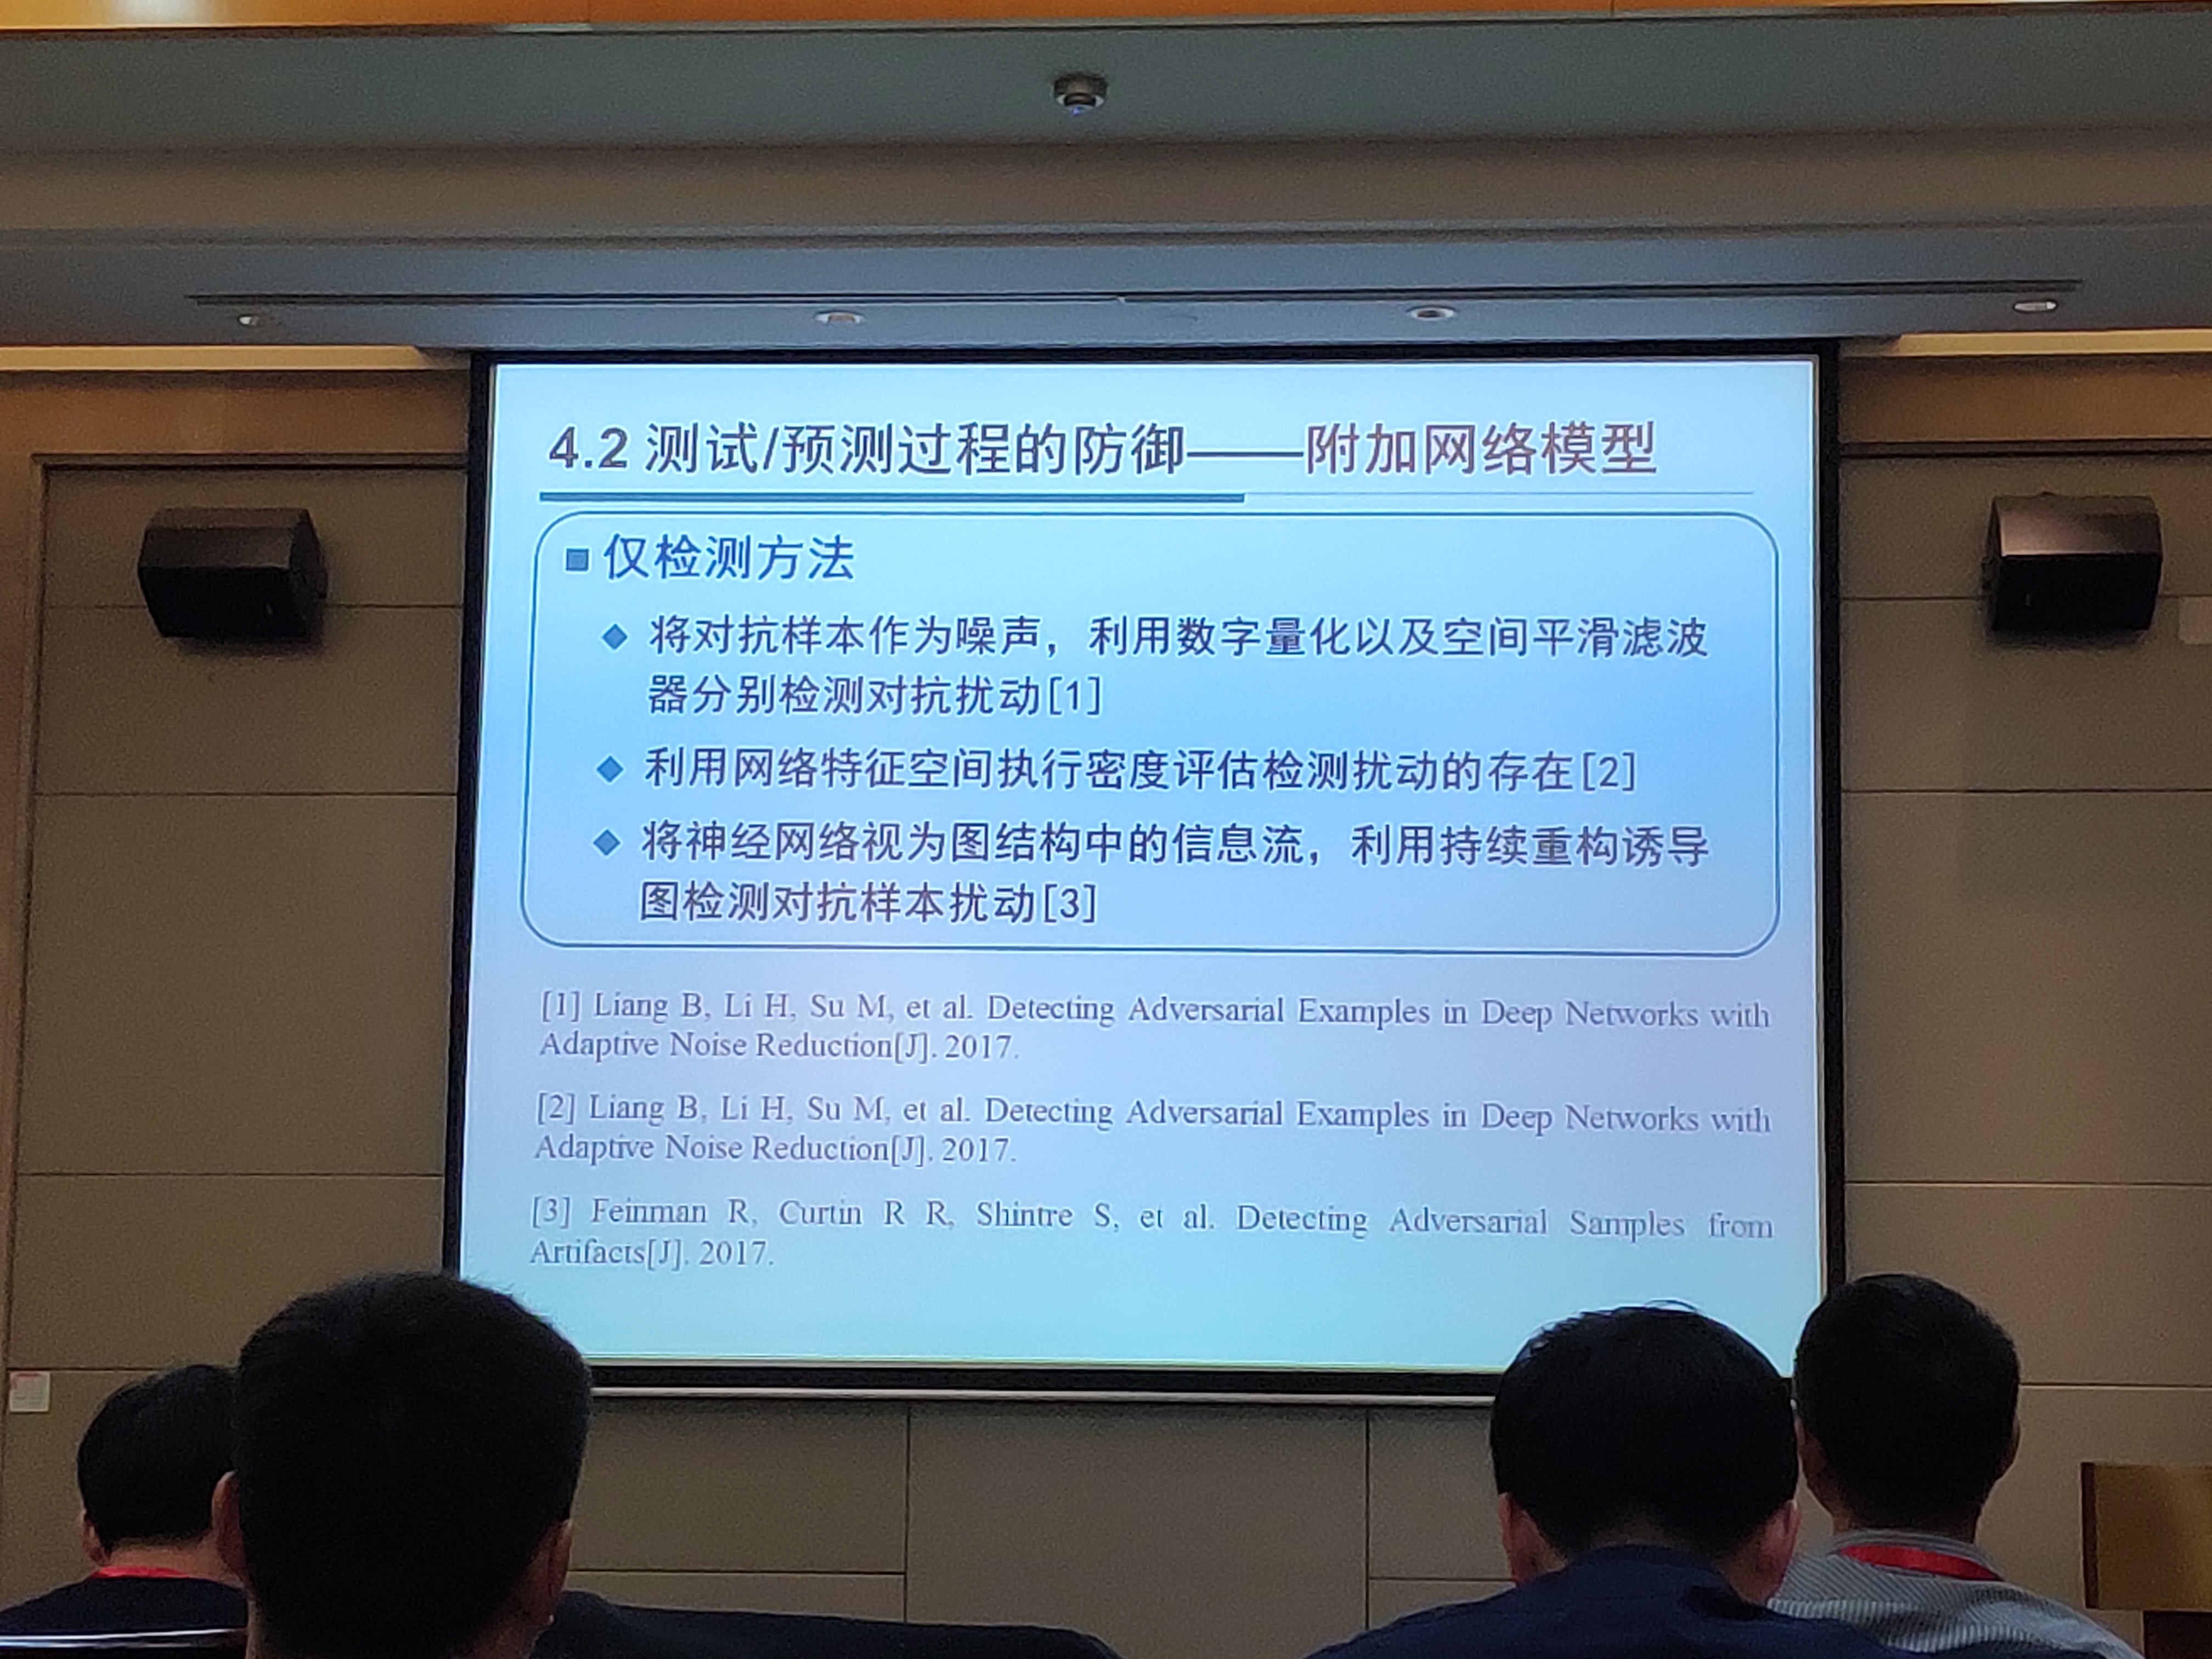 4.2 测试/预测过程的防御——附加网络模型
仅检测方法
将对抗样本作为噪声，利用数字量化以及空间平滑滤波
器分别检测对抗扰动[1]
利用网络特征空间执行密度评估检测扰动的存在[2]
将神经网络视为图结构中的信息流，利用持续重构诱导
图检测对抗样本扰动[3]
[1] Liang B, Li H, Su M, et al. Detecting Adversarial Examples in Deep Networks with
Adaptive Noise Reduction[J]. 2017.
[2] Liang B, Li H, Su M, et al. Detecting Adversarial Examples in Deep Networks with
Adaptive Noise Reduction[J]. 2017.
[3] Feinman R, Curtin R R, Shintre S, et al. Detecting Adversarial Samples from
Artifacts[J]. 2017.